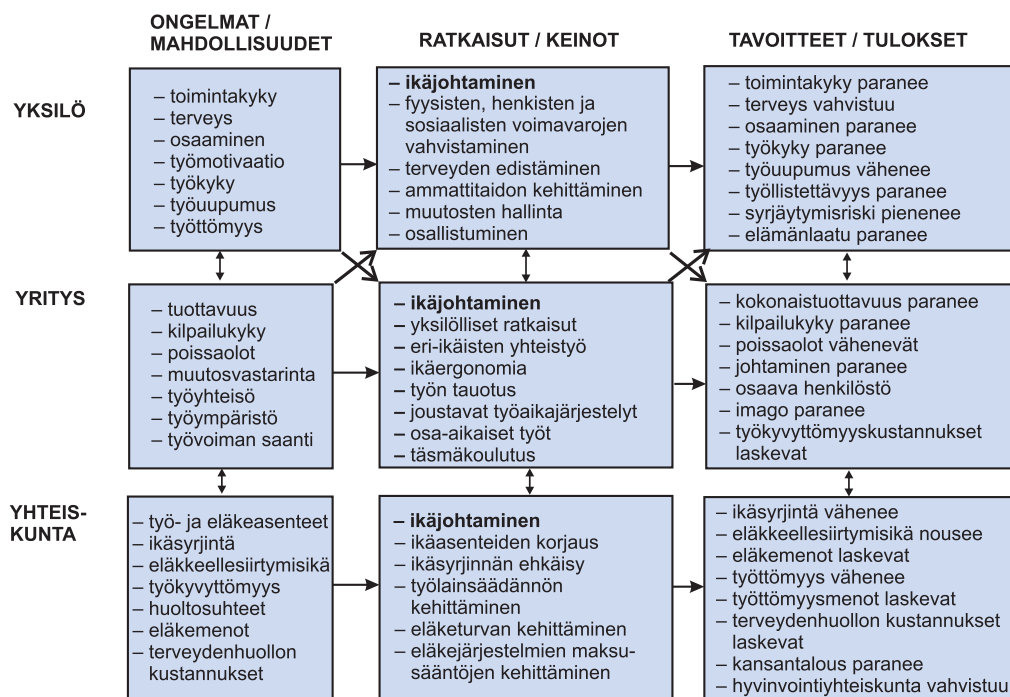 ONGELMAT /
MAHDOLLISUUDET
RATKAISUT / KEINOT
TAVOITTEET / TULOKSET
YKSILÖ
– toimintakyky
– terveys
– osaaminen
– työmotivaatio
– työkyky
– työuupumus
– työttömyys
– ikäjohtaminen
– fyysisten, henkisten ja
sosiaalisten voimavarojen
vahvistaminen
– terveyden edistäminen
– ammattitaidon kehittäminen
– muutosten hallinta
– osallistuminen
– toimintakyky paranee
– terveys vahvistuu
– osaaminen paranee
– työkyky paranee
– työuupumus vähenee
– työllistettävyys paranee
– syrjäytymisriski pienenee
– elämänlaatu paranee
YRITYS
– tuottavuus
– kilpailukyky
– poissaolot
– muutosvastarinta
– työyhteisö
– työympäristö
– työvoiman saanti
– ikäjohtaminen
– yksilölliset ratkaisut
– eri-ikäisten yhteistyö
– ikäergonomia
– työn tauotus
– joustavat työaikajärjestelyt
– osa-aikaiset työt
– täsmäkoulutus
– kokonaistuottavuus paranee
– kilpailukyky paranee
– poissaolot vähenevät
– johtaminen paranee
– osaava henkilöstö
– imago paranee
– työkyvyttömyyskustannukset
laskevat
YHTEIS-
KUNTA
– työ- ja eläkeasenteet
– ikäsyrjintä
– eläkkeellesiirtymisikä
– työkyvyttömyys
– huoltosuhteet
– eläkemenot
– terveydenhuollon
kustannukset
– ikäjohtaminen
– ikäasenteiden korjaus
– ikäsyrjinnän ehkäisy
– työlainsäädännön
kehittäminen
– eläketurvan kehittäminen
– eläkejärjestelmien maksu-
sääntöjen kehittäminen
– ikäsyrjintä vähenee
– eläkkeellesiirtymisikä nousee
– eläkemenot laskevat
– työttömyys vähenee
– työttömyysmenot laskevat
– terveydenhuollon kustannukset
laskevat
– kansantalous paranee
– hyvinvointiyhteiskunta vahvistuu